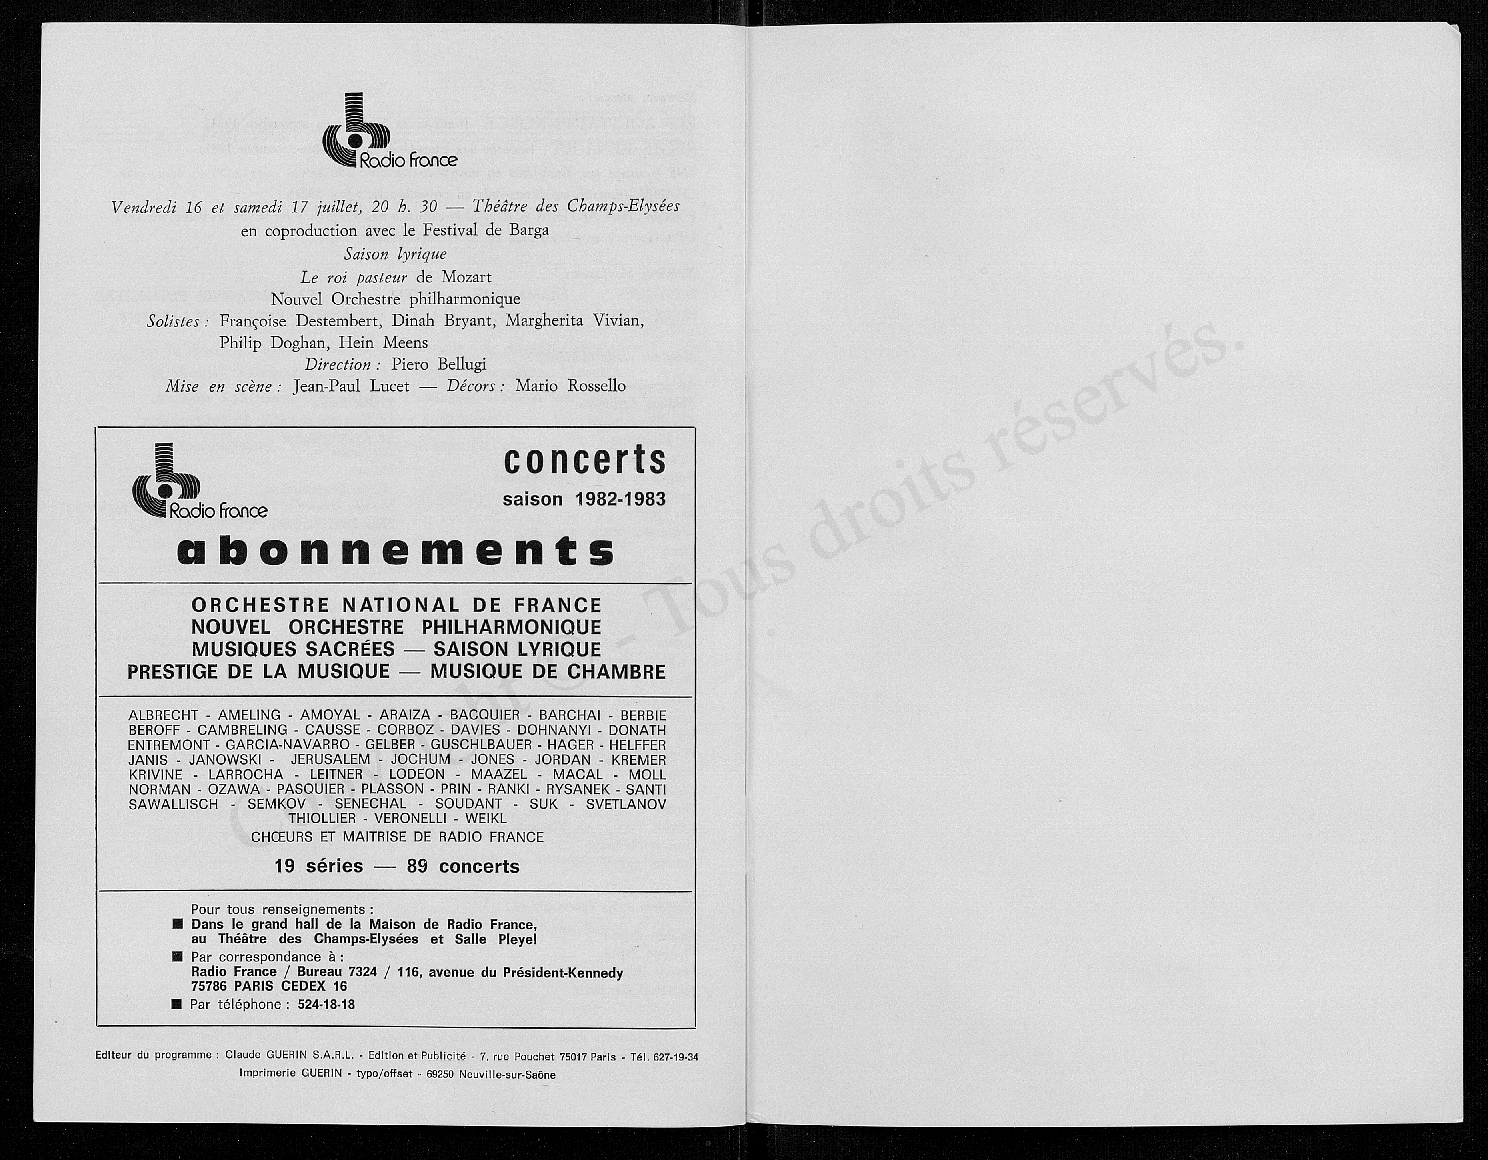 Radio France
Vendredi 16 et samedi 17 juillet, 20 h. 30 — Théâtre des Champs-Elysées
en coproduction avec le Festival de Barga
Saison lyrique
Le roi pasteur de Mozart
Nouvel Orchestre philharmonique
Solistes : Françoise Destembert, Dinah Bryant, Margherita Vivian,
Philip Doghan, Hein Meens
Direction : Piero Bellugi
Mise en scène : Jean-Paul Lucet — Décors : Mario Rossello
Radio France
concerts
saison 1982-1983
abonnements
ORCHESTRE NATIONAL DE FRANCE
NOUVEL ORCHESTRE PHILHARMONIQUE
MUSIQUES SACRÉES — SAISON LYRIQUE
PRESTIGE DE LA MUSIQUE — MUSIQUE DE CHAMBRE
ALBRECHT - AMELING - AMOYAL - ARAIZA - BACQUIER - BARCHAI - BERBIE
BEROFF - CAMBRELING - CAUSSE - CORBOZ - DAVIES - DOHNANYI - DONATH
ENTREMONT - GARCIA-NAVARRO - GELBER - GUSCHLBAUER - HAGER - HELFFER
JANIS - JANOWSKI - JERUSALEM - JOCHUM - JONES - JORDAN - KREMER
KRIVINE - LARROCHA - LEITNER - LODEON - MAAZEL - MACAL - MOLL
NORMAN - OZAWA - PASQUIER - PLASSON - PRIN - RANKI - RYSANEK - SANTI
SAWALLISCH - SEMKOV - SENECHAL - SOUDANT - SUK - SVETLANOV
THIOLLIER - VERONELLI - WEIKL
CHŒURS ET MAITRISE DE RADIO FRANCE
19 séries — 89 concerts
Pour tous renseignements :
■ Dans le grand hall de la Maison de Radio France,
au Théâtre des Champs-Elysées et Salle Pleyel
■ Par correspondance à :
Radio France / Bureau 7324 / 116, avenue du Président-Kennedy
75786 PARIS CEDEX 16
■ Par téléphone : 524-18-18
Editeur du programme : Claude GUERIN S.A.R.L. - Edition et Publicité - 7, rue Pouchet 75017 Paris - Tél. 627-19-34
Imprimerie GUERIN - typo/offset - 69250 Neuville-sur-Saône
Copyright © - Tous droits réservés.